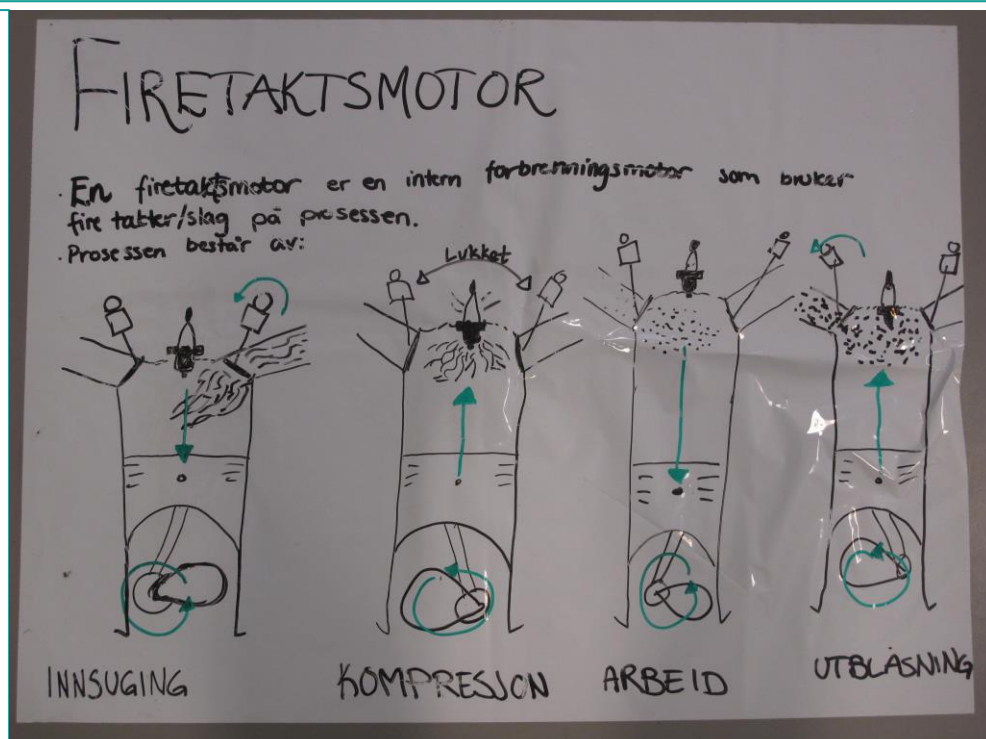 FIRETAKTSMOTOR
· En firetaktsmotor er en intern forbrenningsmotor som bruker
fire takter/slag på prosessen.
· Prosessen består av:
Lukket
INNSUGING
KOMPRESJON
ARBEID
UTBLÅSNING